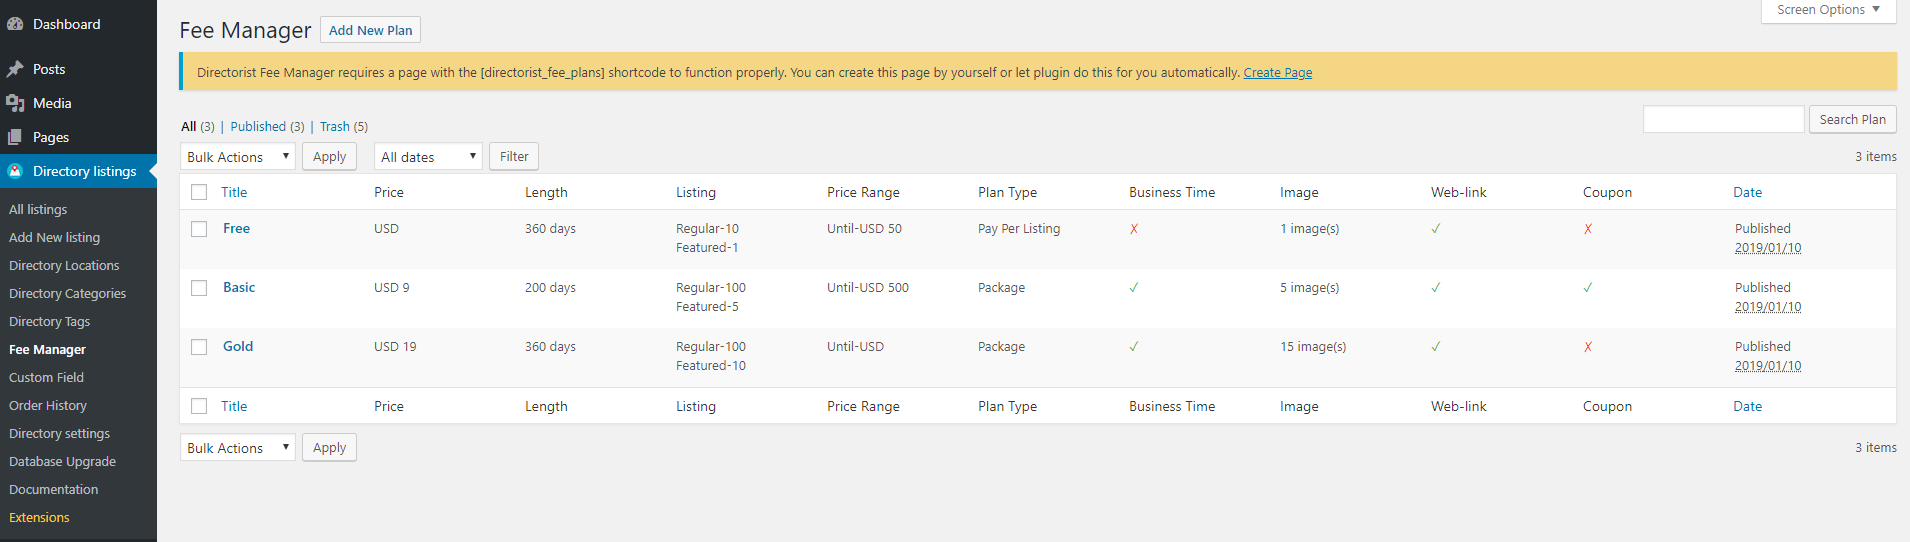 Dashboard
Posts
Media
Pages
Directory listings
All listings
Add New listing
Directory Locations
Directory Categories
Directory Tags
Fee Manager
Custom Field
Order History
Directory settings
Database Upgrade
Documentation
Extensions
Screen Options
Fee Manager Add New Plan
Directorist Fee Manager requires a page with the [directorist_fee_plans] shortcode to function properly. You can create this page by yourself or let plugin do this for you automatically. Create Page
All (3) | Published (3) | Trash (5)
Search Plan
Bulk Actions Apply All dates Filter 3 items
Title Price Length Listing Price Range Plan Type Business Time Image Web-link Coupon Date
Free USD 360 days Regular-10 Until-USD 50 Pay Per Listing ✗ 1 image(s) ✓ ✗ Published
Featured-1 2019/01/10
Basic USD 9 200 days Regular-100 Until-USD 500 Package ✓ 5 image(s) ✓ ✓ Published
Featured-5 2019/01/10
Gold USD 19 360 days Regular-100 Until-USD Package ✓ 15 image(s) ✓ ✗ Published
Featured-10 2019/01/10
Title Price Length Listing Price Range Plan Type Business Time Image Web-link Coupon Date
Bulk Actions Apply 3 items